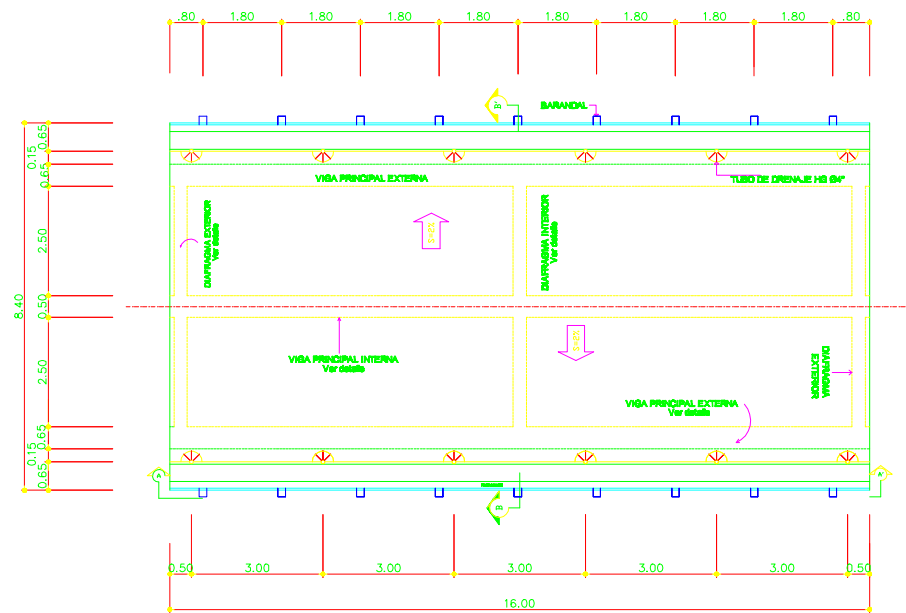 .80 1.80 1.80 1.80 1.80 1.80 1.80 1.80 1.80 .80
BARANDAL
0.65
0.15
0.65
2.50
0.50
2.50
0.65
0.15
0.65
8.40
VIGA PRINCIPAL EXTERNA
TUBO DE DRENAJE HG Ø4"
DIAFRAGMA EXTERIOR
Ver detalle
DIAFRAGMA INTERIOR
Ver detalle
S=2%
S=2%
VIGA PRINCIPAL INTERNA
Ver detalle
DIAFRAGMA
EXTERIOR
VIGA PRINCIPAL EXTERNA
Ver detalle
0.50 3.00 3.00 3.00 3.00 3.00 0.50
16.00